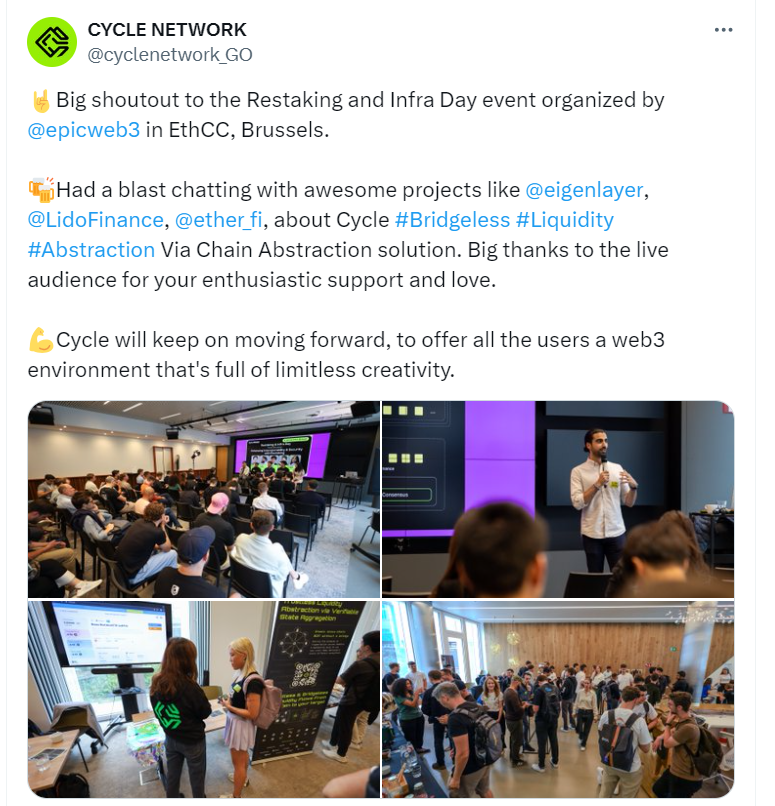 CYCLE NETWORK
@cyclenetwork_GO
🤘Big shoutout to the Restaking and Infra Day event organized by
@epicweb3 in EthCC, Brussels.
🍻Had a blast chatting with awesome projects like @eigenlayer,
@LidoFinance, @ether_fi, about Cycle #Bridgeless #Liquidity
#Abstraction Via Chain Abstraction solution. Big thanks to the live
audience for your enthusiastic support and love.
💪Cycle will keep on moving forward, to offer all the users a web3
environment that's full of limitless creativity.
Consensus
Liquidity
Abstraction via Verifiable
State Aggregation